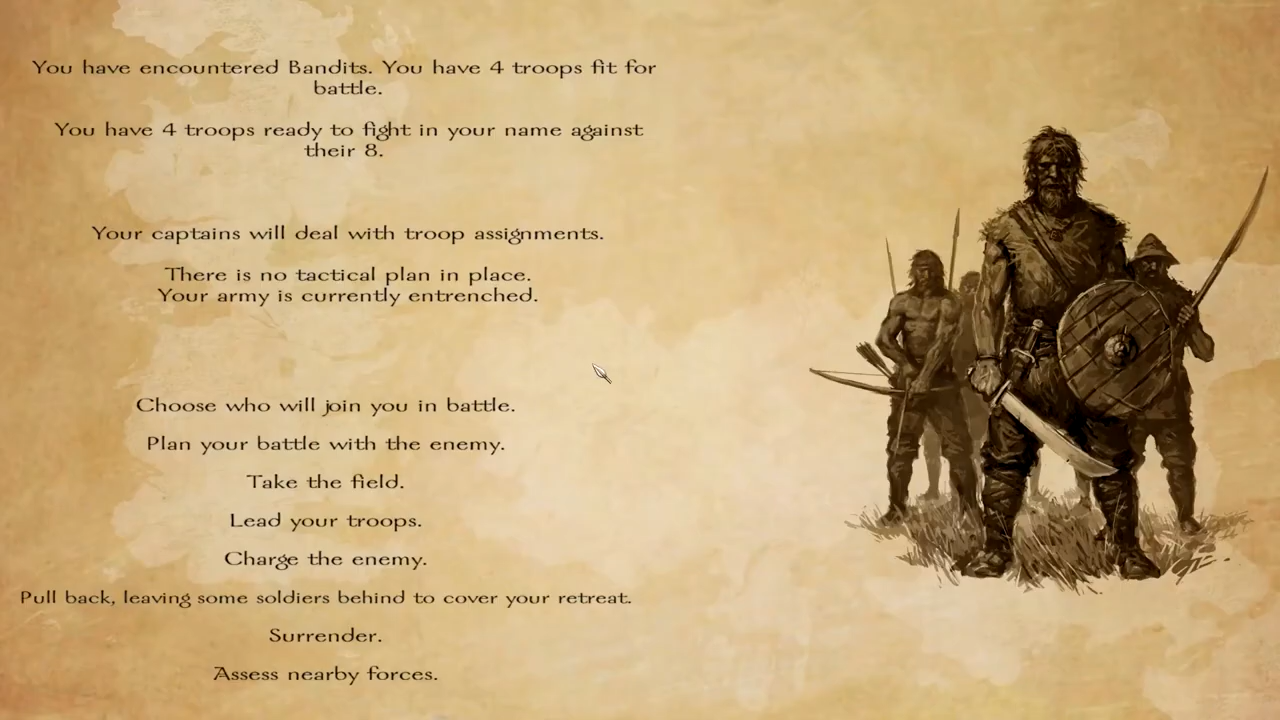 You have encountered Bandits. You have 4 troops fit for
battle.
You have 4 troops ready to fight in your name against
their 8.
Your captains will deal with troop assignments.
There is no tactical plan in place.
Your army is currently entrenched.
Choose who will join you in battle.
Plan your battle with the enemy.
Take the field.
Lead your troops.
Charge the enemy.
Pull back, leaving some soldiers behind to cover your retreat.
Surrender.
Assess nearby forces.